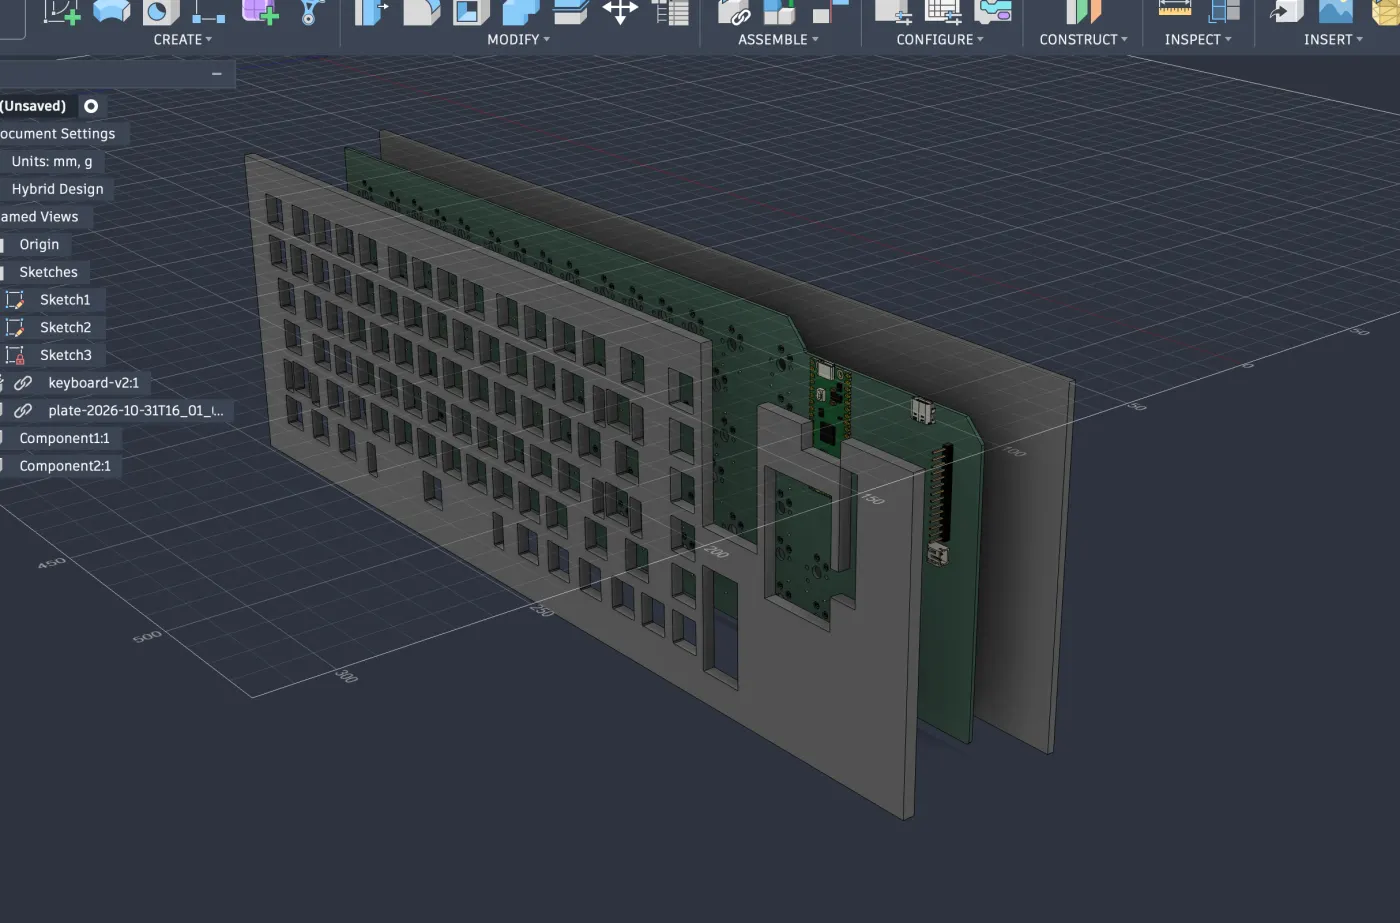 CREATE
MODIFY
ASSEMBLE
CONFIGURE
CONSTRUCT
INSPECT
INSERT
(Unsaved)
ocument Settings
Units: mm, g
Hybrid Design
amed Views
Origin
Sketches
Sketch1
Sketch2
Sketch3
keyboard-v2:1
plate-2026-10-31T16_01_(...
Component1:1
Component2:1
50
0
50
100
150
200
250
300
450
500